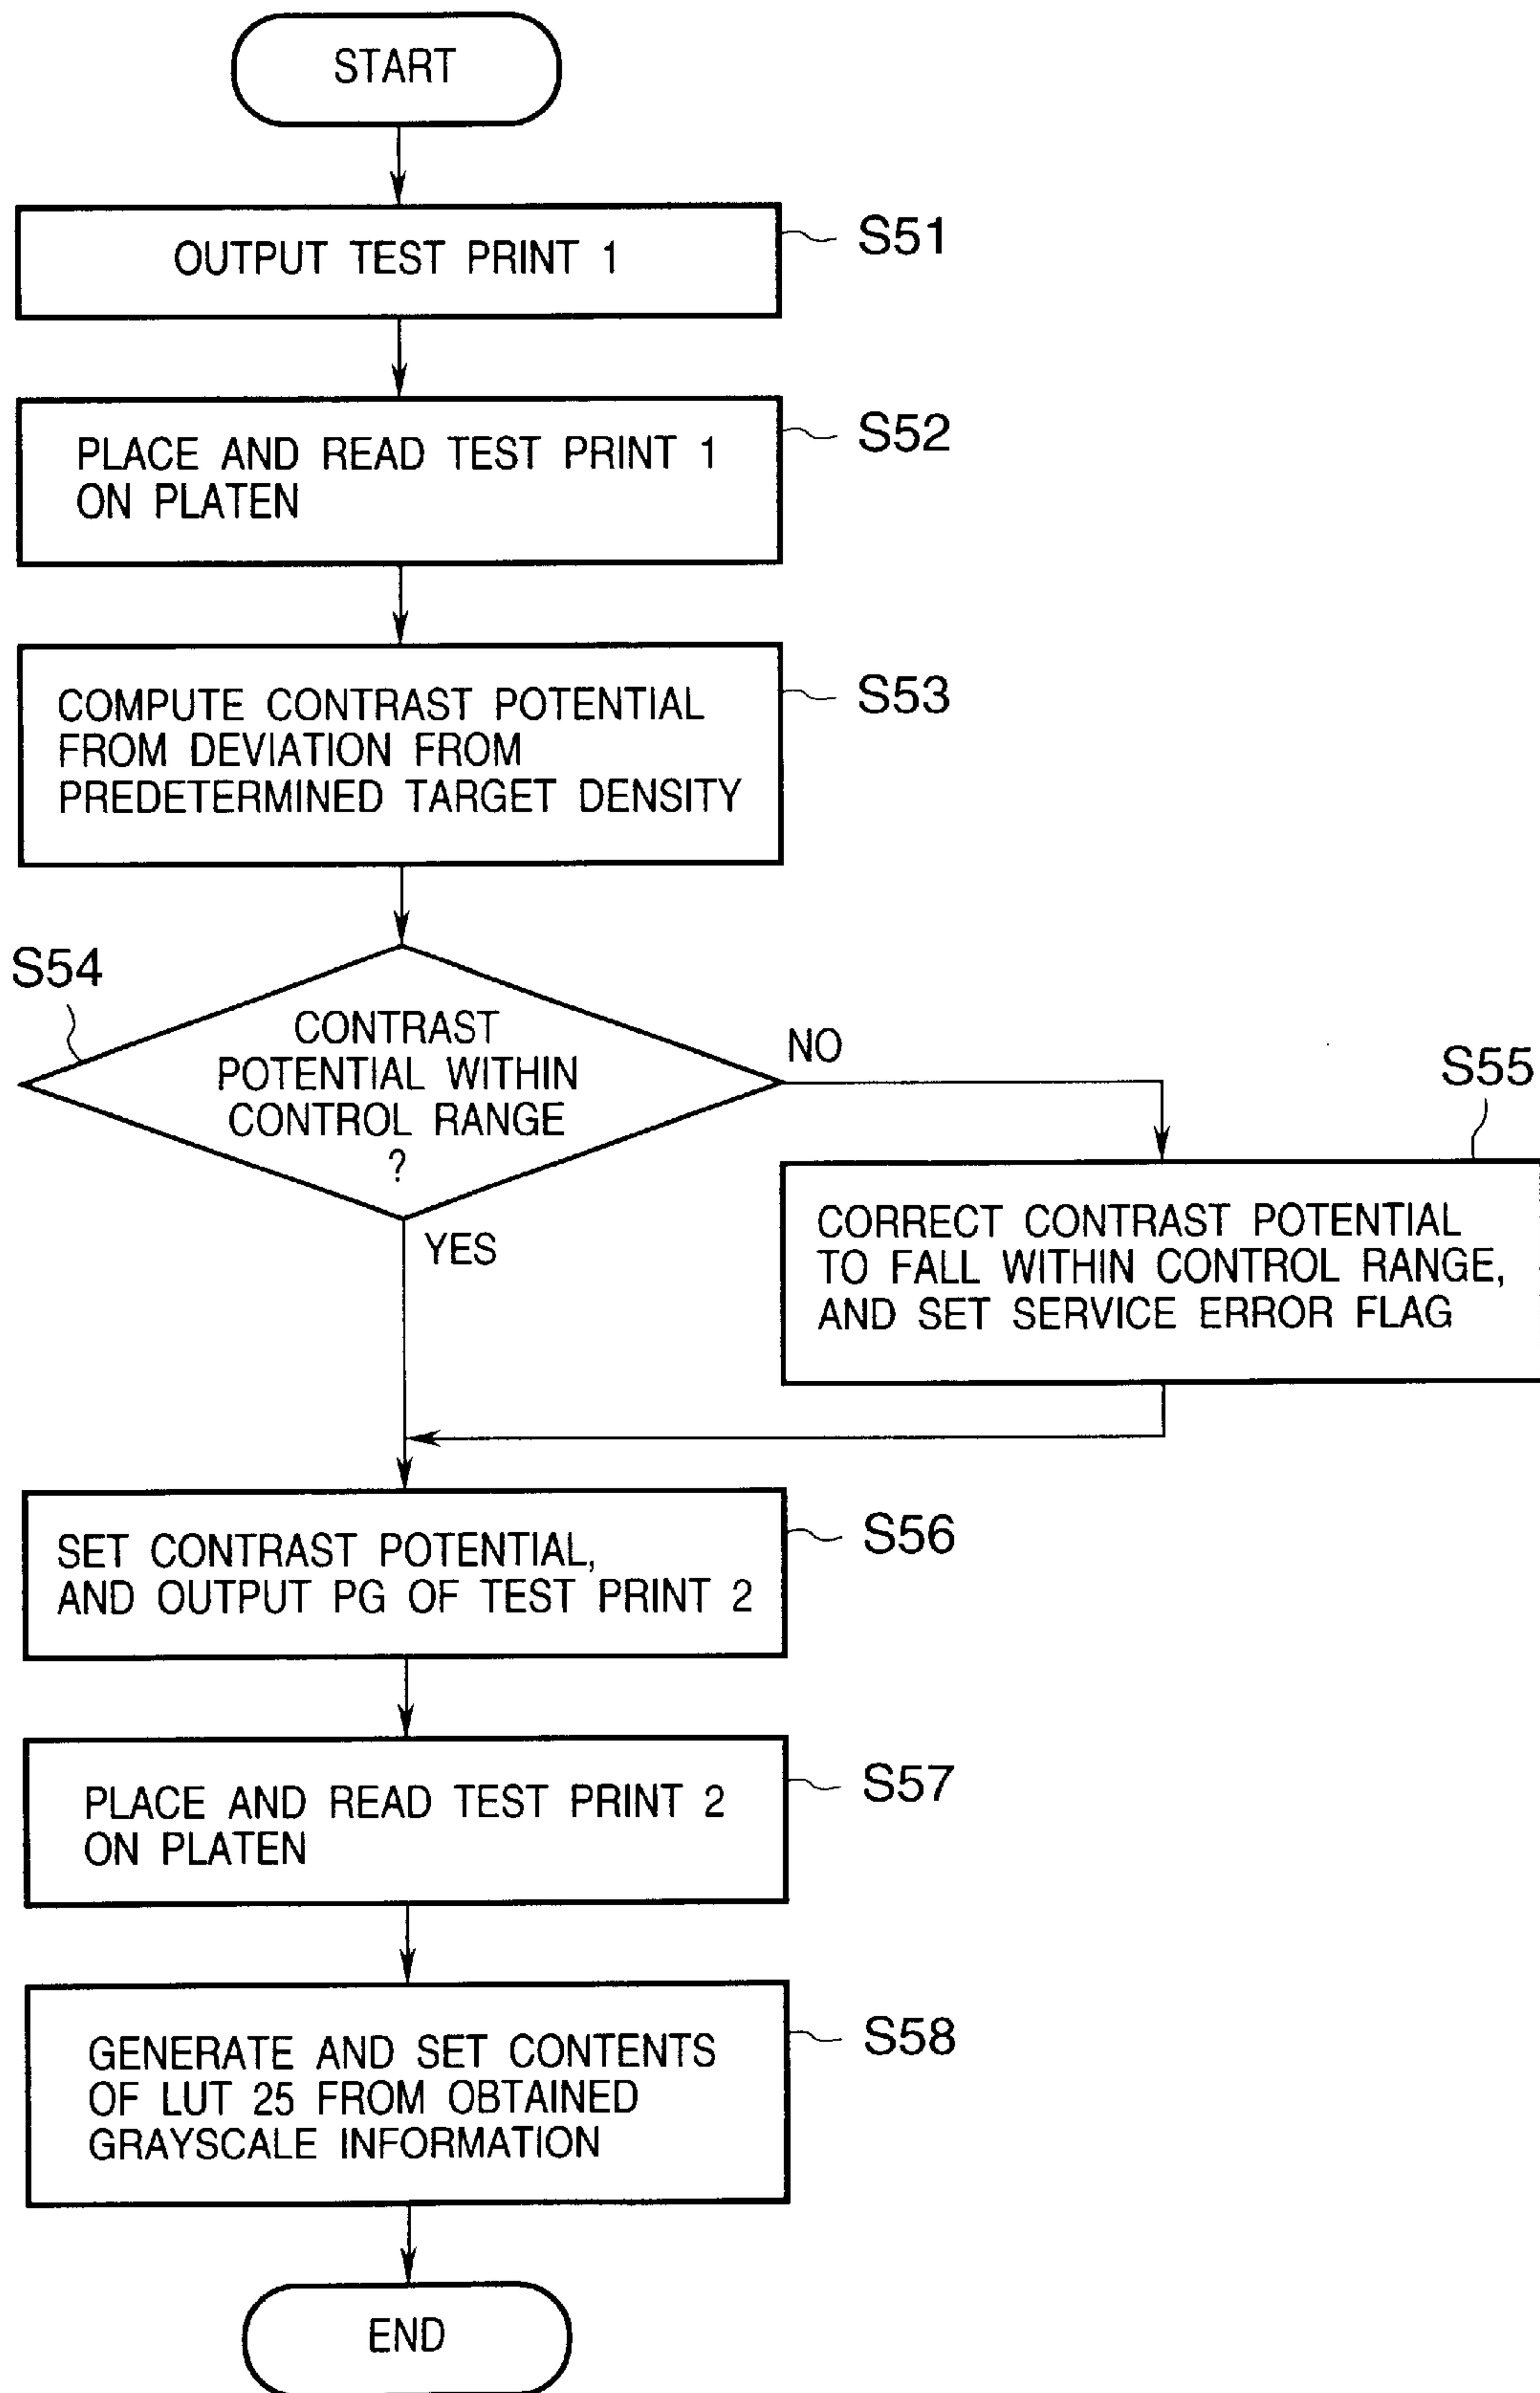 START
OUTPUT TEST PRINT 1
S51
PLACE AND READ TEST PRINT 1
ON PLATEN
S52
COMPUTE CONTRAST POTENTIAL
FROM DEVIATION FROM
PREDETERMINED TARGET DENSITY
S53
S54
CONTRAST
POTENTIAL WITHIN
CONTROL RANGE
?
NO
YES
S55
CORRECT CONTRAST POTENTIAL
TO FALL WITHIN CONTROL RANGE,
AND SET SERVICE ERROR FLAG
SET CONTRAST POTENTIAL,
AND OUTPUT PG OF TEST PRINT 2
S56
PLACE AND READ TEST PRINT 2
ON PLATEN
S57
GENERATE AND SET CONTENTS
OF LUT 25 FROM OBTAINED
GRAYSCALE INFORMATION
S58
END